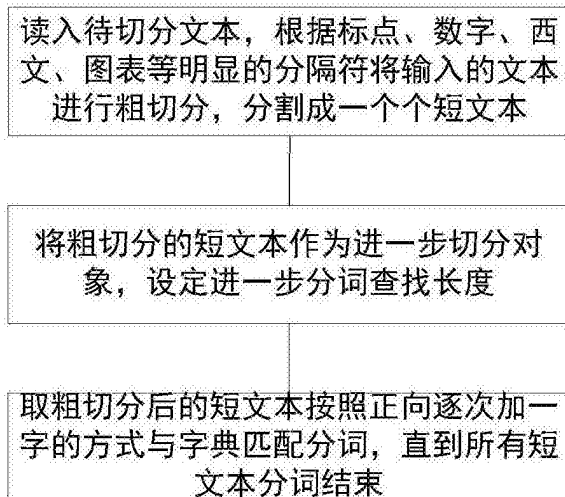 读入待切分文本，根据标点、数字、西
文、图表等明显的分隔符将输入的文本
进行粗切分，分割成一个个短文本
将粗切分的短文本作为进一步切分对
象，设定进一步分词查找长度
取粗切分后的短文本按照正向逐次加一
字的方式与字典匹配分词，直到所有短
文本分词结束